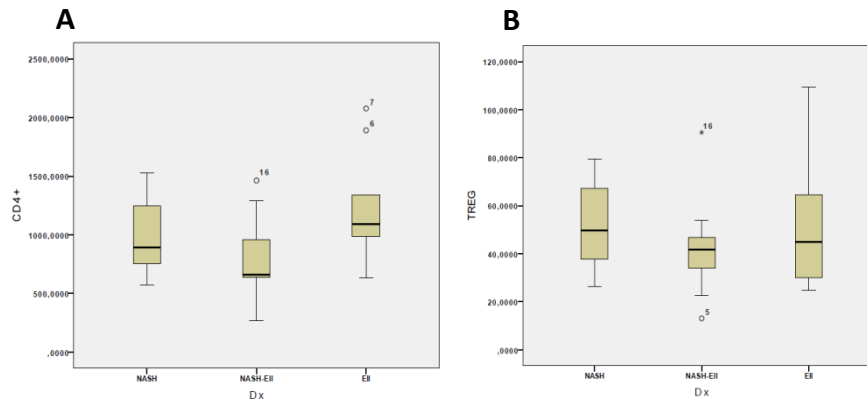 A
2500,0000
2000,0000
1500,0000
1000,0000
500,0000
,0000
CD4+
7
6
16
NASH
NASH-EII
EII
Dx
B
120,0000
100,0000
80,0000
60,0000
40,0000
20,0000
,0000
TREG
16
5
NASH
NASH-EII
EII
Dx